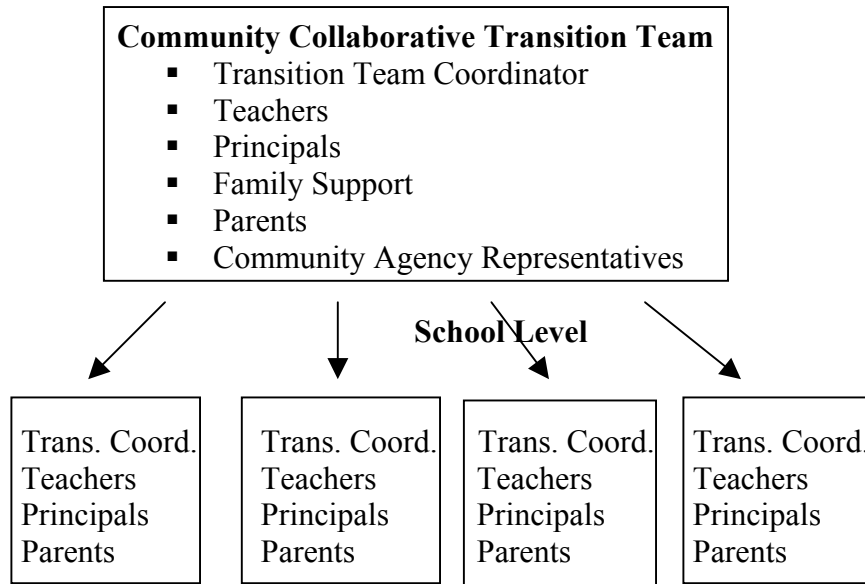 Community Collaborative Transition Team
▪ Transition Team Coordinator
▪ Teachers
▪ Principals
▪ Family Support
▪ Parents
▪ Community Agency Representatives
School Level
Trans. Coord.
Teachers
Principals
Parents
Trans. Coord.
Teachers
Principals
Parents
Trans. Coord.
Teachers
Principals
Parents
Trans. Coord.
Teachers
Principals
Parents